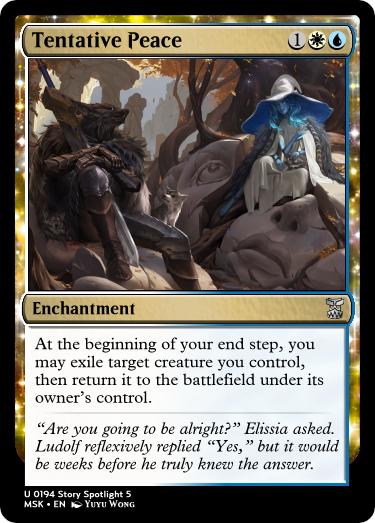 Tentative Peace 1
Enchantment
At the beginning of your end step, you
may exile target creature you control,
then return it to the battlefield under its
owner's control.
“Are you going to be alright?” Elissia asked.
Ludolf reflexively replied “Yes,” but it would
be weeks before he truly knew the answer.
U 0194 Story Spotlight 5
MSK • EN Yuyu Wong